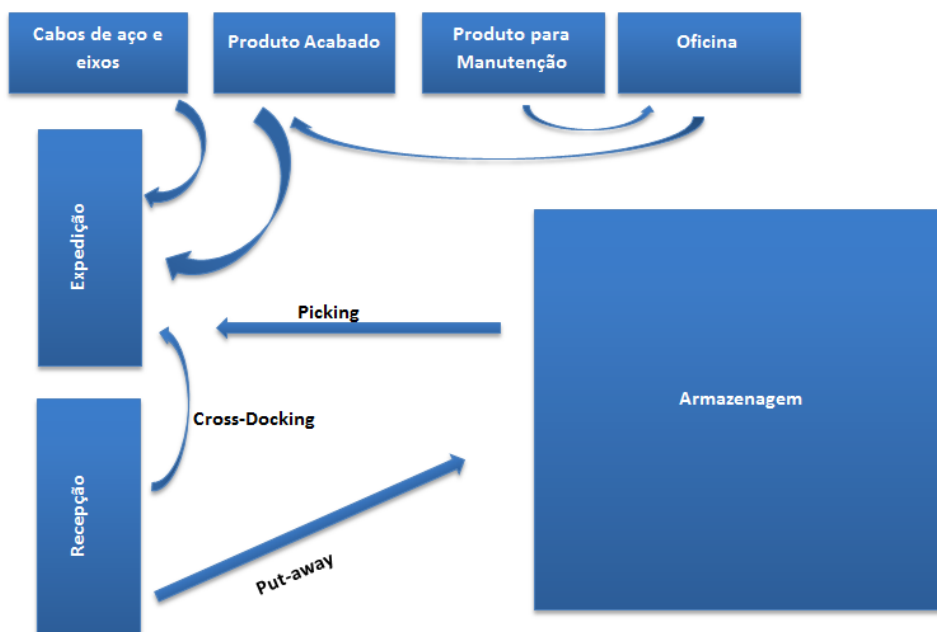 Cabos de aço e
eixos
Produto Acabado
Produto para
Manutenção
Oficina
Expedição
Picking
Armazenagem
Cross-Docking
Recepção
Put-away